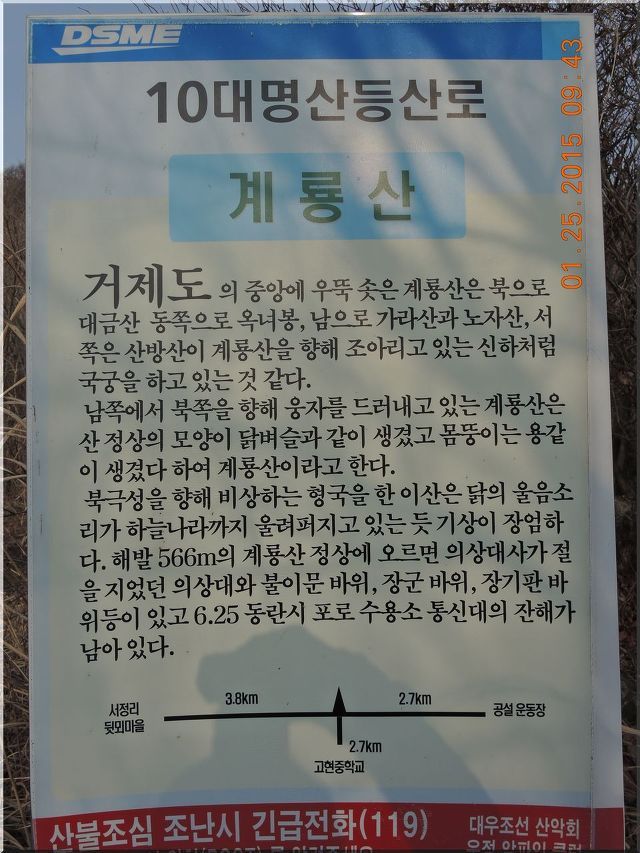 DSME
10대명산등산로
계룡산
01.25.2015 09:43
거제도의 중앙에 우뚝 솟은 계룡산은 북으로
대금산 동쪽으로 옥녀봉, 남으로 가라산과 노자산, 서
쪽은 산방산이 계룡산을 향해 조아리고 있는 신하처럼
국궁을 하고 있는 것 같다.
남쪽에서 북쪽을 향해 웅자를 드러내고 있는 계룡산은
산 정상의 모양이 닭벼슬과 같이 생겼고 몸뚱이는 용같
이 생겼다 하여 계룡산이라고 한다.
북극성을 향해 비상하는 형국을 한 이산은 닭의 울음소
리가 하늘나라까지 울려퍼지고 있는 듯 기상이 장엄하
다. 해발 566m의 계룡산 정상에 오르면 의상대사가 절
을 지었던 의상대와 불이문 바위, 장군 바위, 장기판 바
위등이 있고 6.25 동란시 포로 수용소 통신대의 잔해가
남아 있다.
3.8km 2.7km
서정리
뒷뫼마을
공설 운동장
2.7km
고현중학교
산불조심 조난시 긴급전화(119)
대우조선 산악회